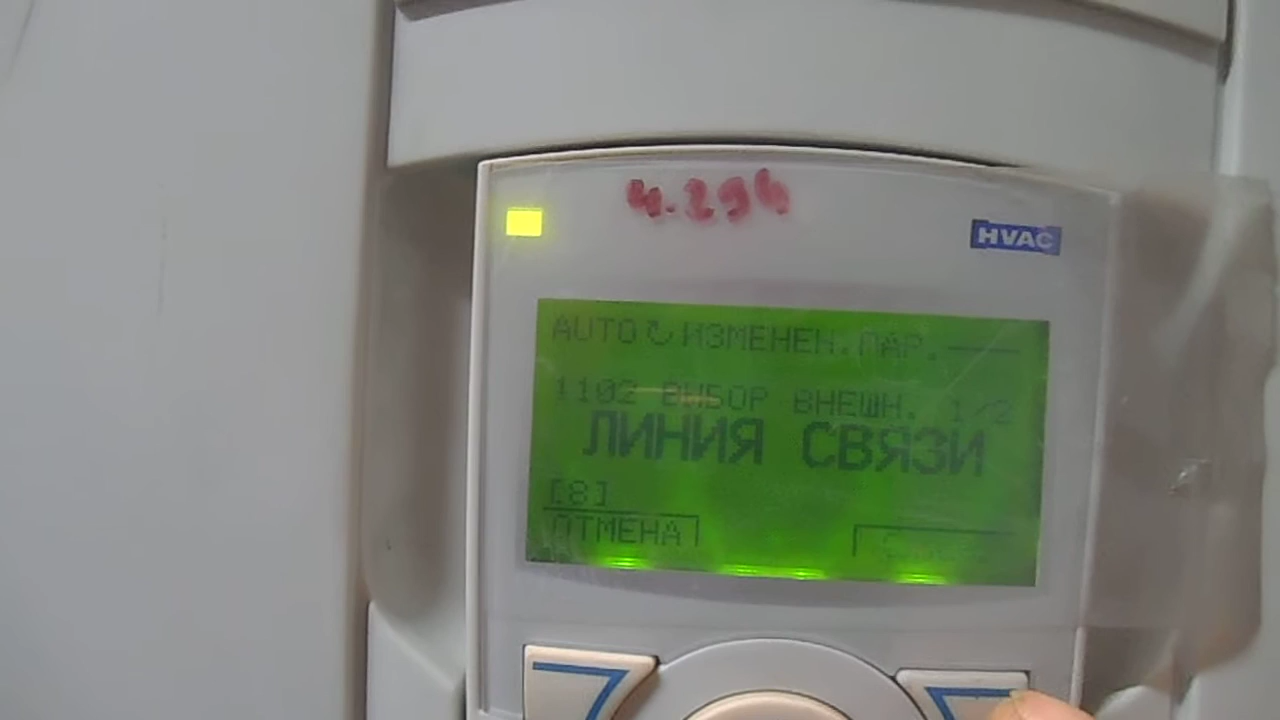 4.294
HVAC
AUTO ↻ ИЗМЕНЕН.ПАР.
1102 ВЫБОР ВНЕШН. 1/2
ЛИНИЯ СВЯЗИ
[8]
ОТМЕНА